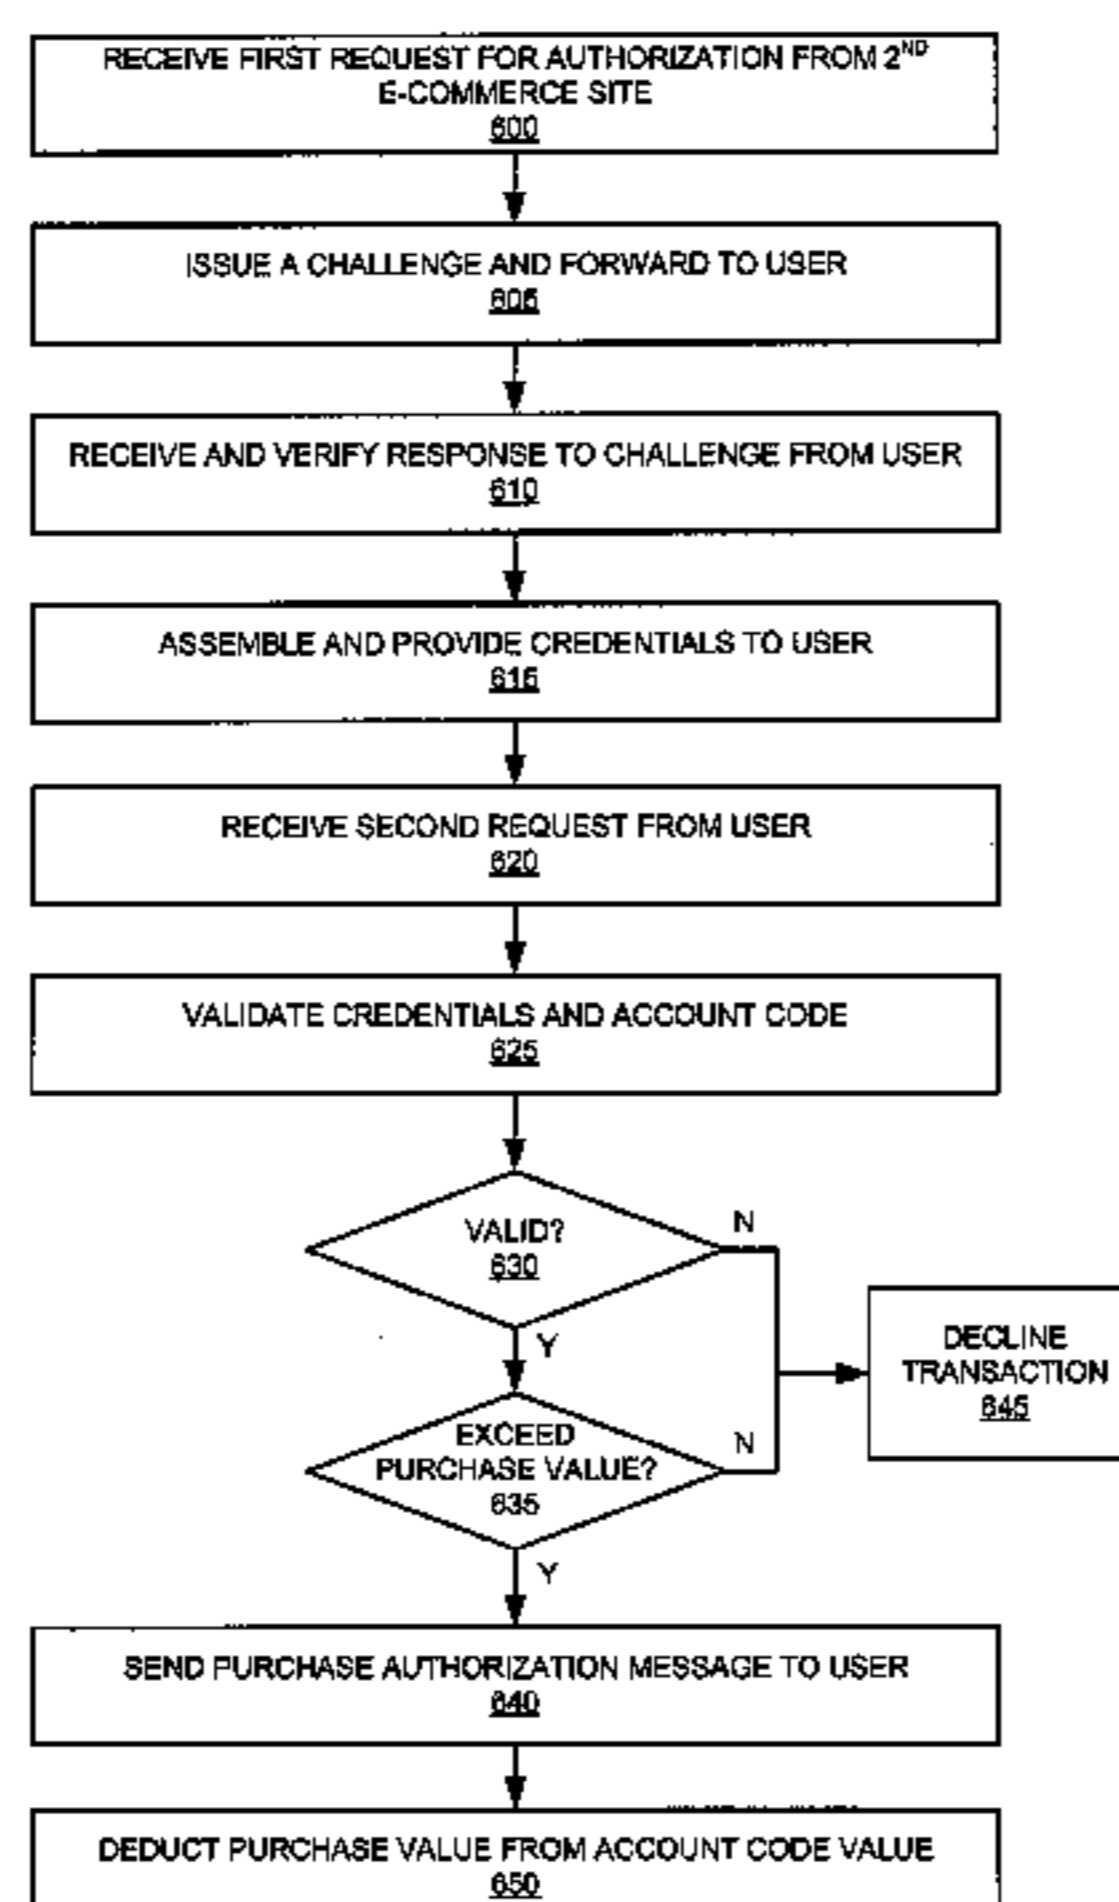 RECEIVE FIRST REQUEST FOR AUTHORIZATION FROM 2ND
E-COMMERCE SITE
600
ISSUE A CHALLENGE AND FORWARD TO USER
605
RECEIVE AND VERIFY RESPONSE TO CHALLENGE FROM USER
610
ASSEMBLE AND PROVIDE CREDENTIALS TO USER
615
RECEIVE SECOND REQUEST FROM USER
620
VALIDATE CREDENTIALS AND ACCOUNT CODE
625
VALID?
630
N
Y
DECLINE
TRANSACTION
645
EXCEED
PURCHASE VALUE?
635
N
Y
SEND PURCHASE AUTHORIZATION MESSAGE TO USER
640
DEDUCT PURCHASE VALUE FROM ACCOUNT CODE VALUE
650